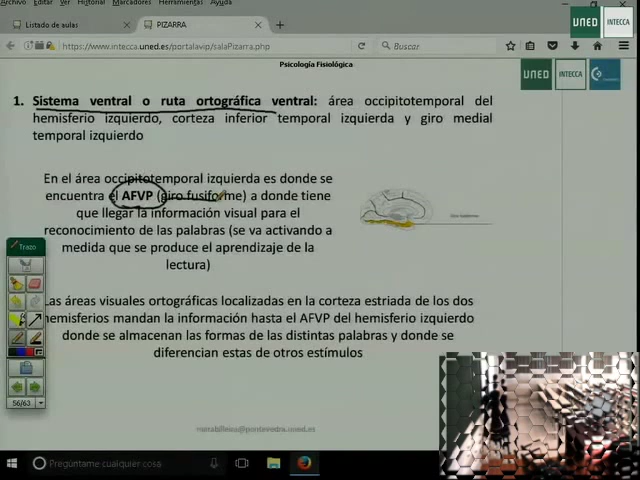 Archivo Editar Ver Historial Marcadores Herramientas Ayuda
Listado de aulas
PIZARRA
UNED
INTECCA
https://www.intecca.uned.es/portalavip/salaPizarra.php
Buscar
Psicología Fisiológica
UNED
INTECCA
1. Sistema ventral o ruta ortográfica ventral: área occipitotemporal del
hemisferio izquierdo, corteza inferior temporal izquierda y giro medial
temporal izquierdo
En el área occipitotemporal izquierda es donde se
encuentra el AFVP (giro fusiforme) a donde tiene
que llegar la información visual para el
reconocimiento de las palabras (se va activando a
medida que se produce el aprendizaje de la
lectura)
Las áreas visuales ortográficas localizadas en la corteza estriada de los dos
hemisferios mandan la información hasta el AFVP del hemisferio izquierdo
donde se almacenan las formas de las distintas palabras y donde se
diferencian estas de otros estímulos
Trazo
56/63
Pregúntame cualquier cosa